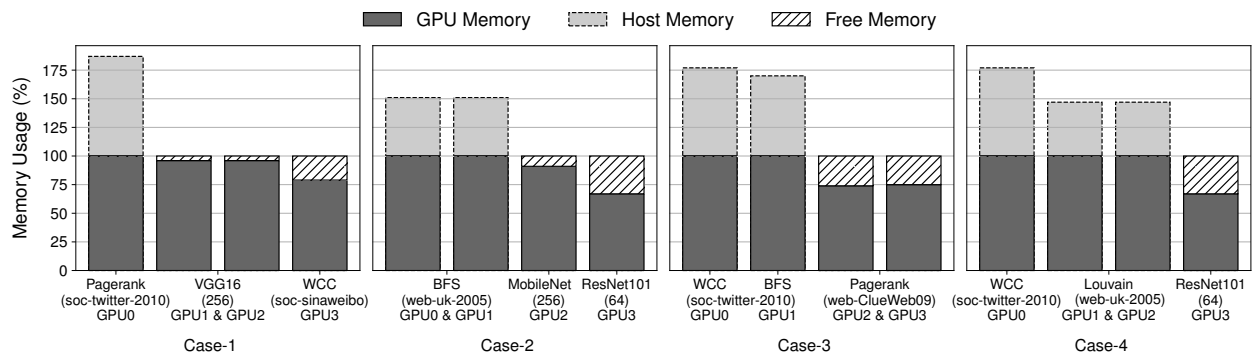 GPU Memory Host Memory Free Memory
Memory Usage (%)
175
150
125
100
75
50
25
0
Pagerank
(soc-twitter-2010)
GPU0
VGG16
(256)
GPU1 & GPU2
WCC
(soc-sinaweibo)
GPU3
Case-1
BFS
(web-uk-2005)
GPU0 & GPU1
MobileNet
(256)
GPU2
ResNet101
(64)
GPU3
Case-2
WCC
(soc-twitter-2010)
GPU0
BFS
GPU1
Pagerank
(web-ClueWeb09)
GPU2 & GPU3
Case-3
WCC
(soc-twitter-2010)
GPU0
Louvain
(web-uk-2005)
GPU1 & GPU2
ResNet101
(64)
GPU3
Case-4